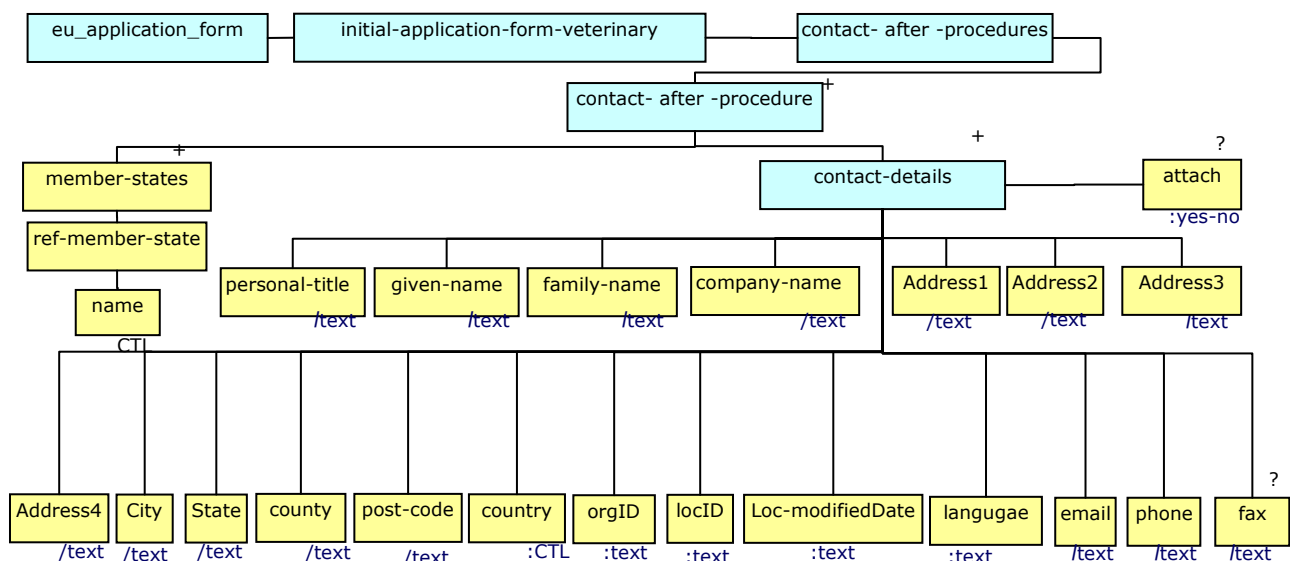 eu_application_form
initial-application-form-veterinary
contact- after -procedures
contact- after -procedure
+
+
+
?
member-states
contact-details
attach
:yes-no
ref-member-state
name
CTL
personal-title
/text
given-name
/text
family-name
/text
company-name
/text
Address1
/text
Address2
/text
Address3
/text
Address4
/text
City
/text
State
/text
county
/text
post-code
/text
country
:CTL
orgID
:text
locID
:text
Loc-modifiedDate
:text
langugae
:text
email
/text
phone
/text
?
fax
/text